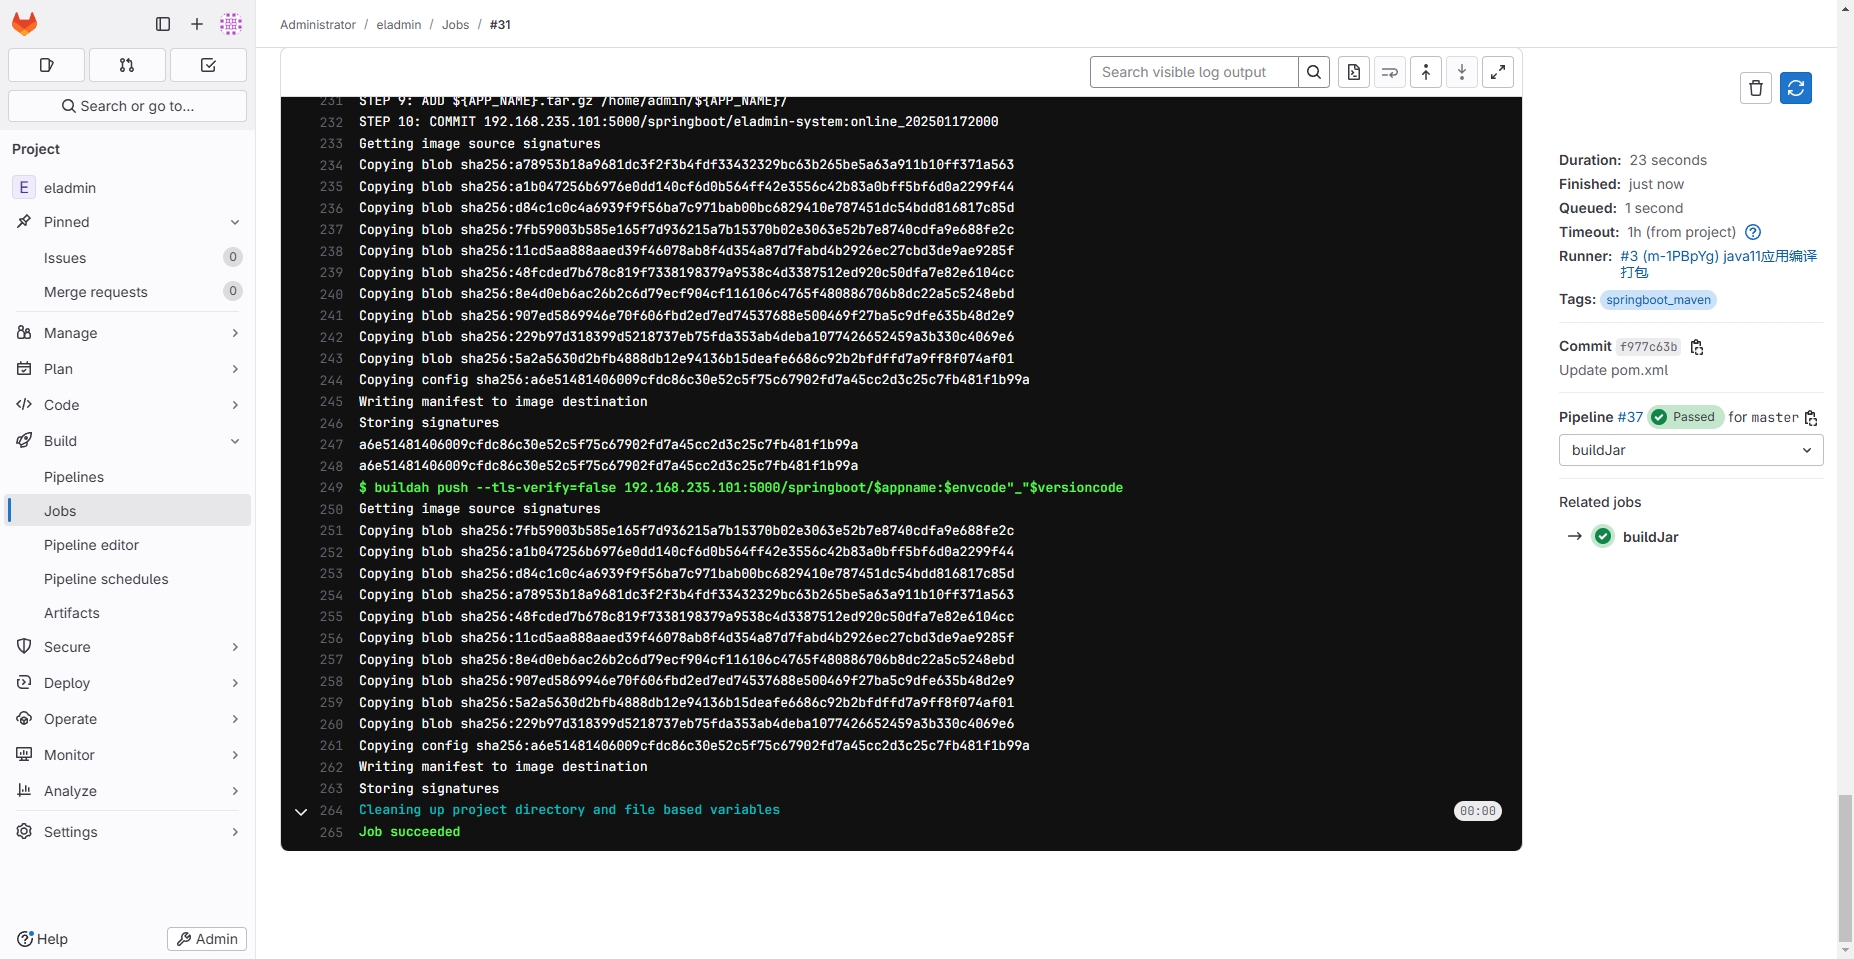 Administrator / eladmin / Jobs / #31
Search or go to...
Project
E eladmin
Pinned
Issues 0
Merge requests 0
Manage
Plan
Code
Build
Pipelines
Jobs
Pipeline editor
Pipeline schedules
Artifacts
Secure
Deploy
Operate
Monitor
Analyze
Settings
Help
Admin
Search visible log output
231 STEP 9: ADD ${APP_NAME}.tar.gz /home/admin/${APP_NAME}/
232 STEP 10: COMMIT 192.168.235.101:5000/springboot/eladmin-system:online_202501172000
233 Getting image source signatures
234 Copying blob sha256:a78953b18a9681dc3f2f3b4fdf33432329bc63b265be5a63a911b10ff371a563
235 Copying blob sha256:a1b047256b6976e0dd140cf6d0b564ff42e3556c42b83a0bff5bf6d0a2299f44
236 Copying blob sha256:d84c1c0c4a6939f9f56ba7c971bab00bc6829410e787451dc54bdd816817c85d
237 Copying blob sha256:7fb59003b585e165f7d936215a7b15370b02e3063e52b7e8740cdfa9e688fe2c
238 Copying blob sha256:11cd5aa888aaed39f46078ab8f4d354a87d7fabd4b2926ec27cbd3de9ae9285f
239 Copying blob sha256:48fcded7b678c819f7338198379a9538c4d3387512ed920c50dfa7e82e6104cc
240 Copying blob sha256:8e4d0eb6ac26b2c6d79ecf904cf116106c4765f480886706b8dc22a5c5248ebd
241 Copying blob sha256:907ed5869946e70f606fbd2ed7ed74537688e500469f27ba5c9dfe635b48d2e9
242 Copying blob sha256:229b97d318399d5218737eb75fda353ab4deba1077426652459a3b330c4069e6
243 Copying blob sha256:5a2a5630d2bfb4888db12e94136b15deafe6686c92b2bfdffd7a9ff8f074af01
244 Copying config sha256:a6e51481406009cfdc86c30e52c5f75c67902fd7a45cc2d3c25c7fb481f1b99a
245 Writing manifest to image destination
246 Storing signatures
247 a6e51481406009cfdc86c30e52c5f75c67902fd7a45cc2d3c25c7fb481f1b99a
248 a6e51481406009cfdc86c30e52c5f75c67902fd7a45cc2d3c25c7fb481f1b99a
249 $ buildah push --tls-verify=false 192.168.235.101:5000/springboot/$appname:$envcode"_"$versioncode
250 Getting image source signatures
251 Copying blob sha256:7fb59003b585e165f7d936215a7b15370b02e3063e52b7e8740cdfa9e688fe2c
252 Copying blob sha256:a1b047256b6976e0dd140cf6d0b564ff42e3556c42b83a0bff5bf6d0a2299f44
253 Copying blob sha256:d84c1c0c4a6939f9f56ba7c971bab00bc6829410e787451dc54bdd816817c85d
254 Copying blob sha256:a78953b18a9681dc3f2f3b4fdf33432329bc63b265be5a63a911b10ff371a563
255 Copying blob sha256:48fcded7b678c819f7338198379a9538c4d3387512ed920c50dfa7e82e6104cc
256 Copying blob sha256:11cd5aa888aaed39f46078ab8f4d354a87d7fabd4b2926ec27cbd3de9ae9285f
257 Copying blob sha256:8e4d0eb6ac26b2c6d79ecf904cf116106c4765f480886706b8dc22a5c5248ebd
258 Copying blob sha256:907ed5869946e70f606fbd2ed7ed74537688e500469f27ba5c9dfe635b48d2e9
259 Copying blob sha256:5a2a5630d2bfb4888db12e94136b15deafe6686c92b2bfdffd7a9ff8f074af01
260 Copying blob sha256:229b97d318399d5218737eb75fda353ab4deba1077426652459a3b330c4069e6
261 Copying config sha256:a6e51481406009cfdc86c30e52c5f75c67902fd7a45cc2d3c25c7fb481f1b99a
262 Writing manifest to image destination
263 Storing signatures
264 Cleaning up project directory and file based variables 00:00
265 Job succeeded
Duration: 23 seconds
Finished: just now
Queued: 1 second
Timeout: 1h (from project)
Runner: #3 (m-1PBpYg) java11应用编译
打包
Tags: springboot_maven
Commit f977c63b
Update pom.xml
Pipeline #37 Passed for master
buildJar
Related jobs
buildJar